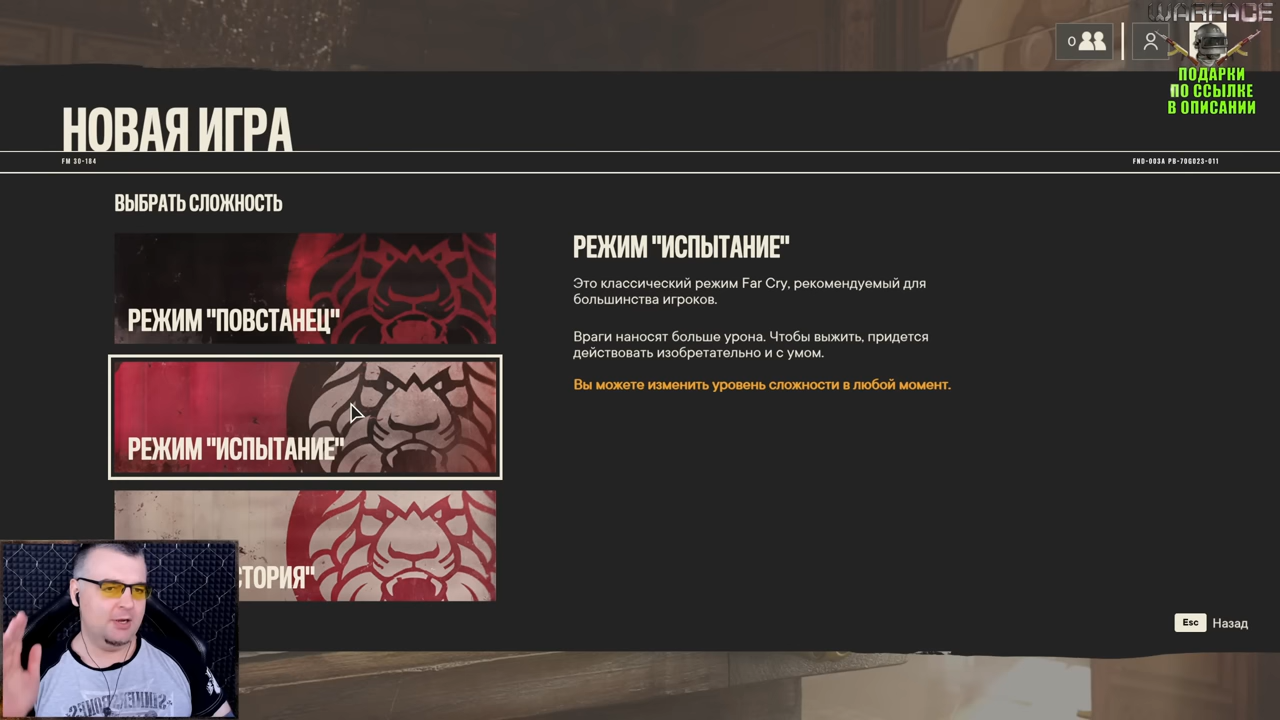 WARFACE
0
ПОДАРКИ
ПО ССЫЛКЕ
В ОПИСАНИИ
НОВАЯ ИГРА
FM 30-184
FND-003A PB-70G023-011
ВЫБРАТЬ СЛОЖНОСТЬ
РЕЖИМ "ПОВСТАНЕЦ"
РЕЖИМ "ИСПЫТАНИЕ"
СТОРИЯ"
РЕЖИМ "ИСПЫТАНИЕ"
Это классический режим Far Cry, рекомендуемый для
большинства игроков.
Враги наносят больше урона. Чтобы выжить, придется
действовать изобретательно и с умом.
Вы можете изменить уровень сложности в любой момент.
Esc Назад